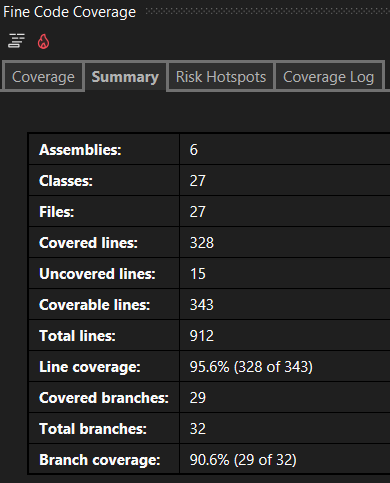 Fine Code Coverage
Coverage Summary Risk Hotspots Coverage Log
Assemblies: 6
Classes: 27
Files: 27
Covered lines: 328
Uncovered lines: 15
Coverable lines: 343
Total lines: 912
Line coverage: 95.6% (328 of 343)
Covered branches: 29
Total branches: 32
Branch coverage: 90.6% (29 of 32)